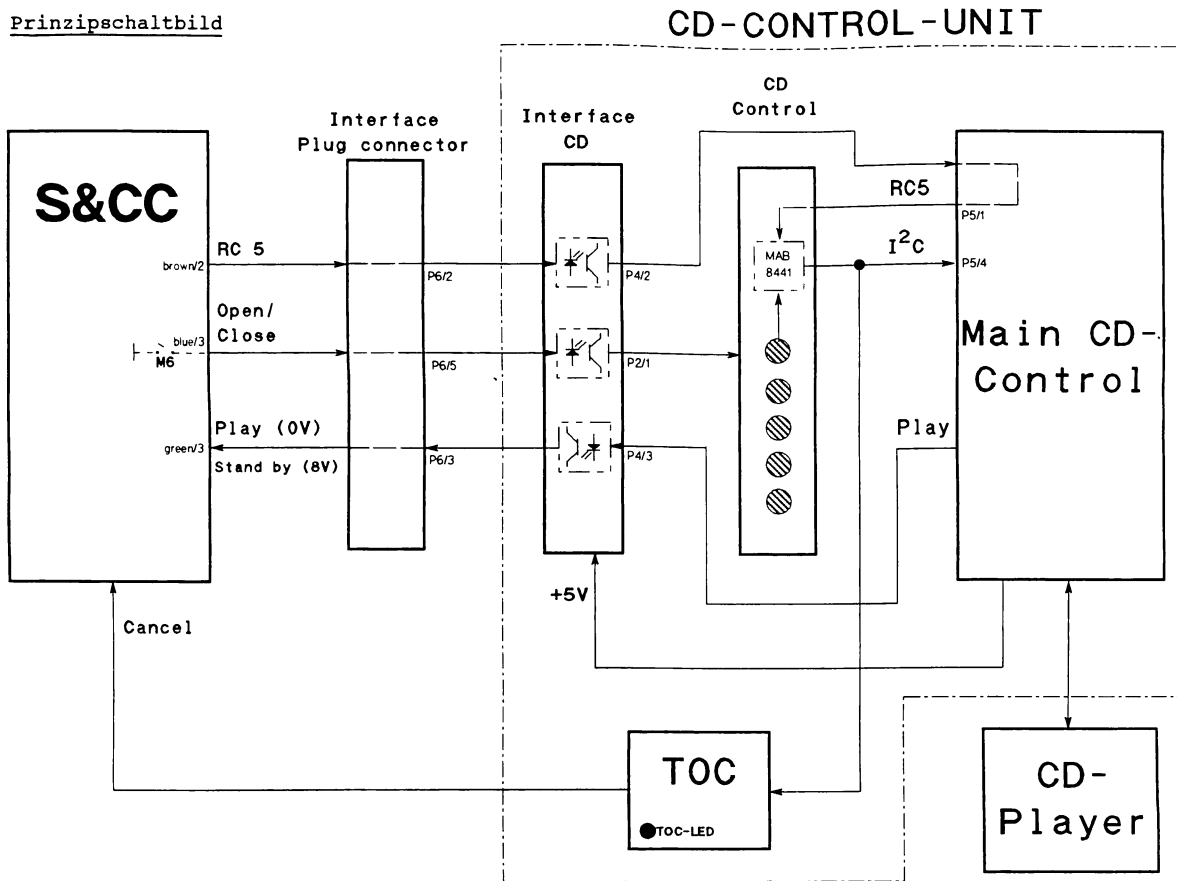 Prinzipschaltbild
CD-CONTROL-UNIT
S&CC
brown/2
RC 5
Open/
Close
blue/3
M6
Play (0V)
green/3
Stand by (8V)
Cancel
Interface
Plug connector
P6/2
P6/5
P6/3
Interface
CD
P4/2
P2/1
P4/3
+5V
CD
Control
MAB
8441
RC5
P5/1
I²C
P5/4
Main CD-
Control
Play
TOC
TOC-LED
CD-
Player